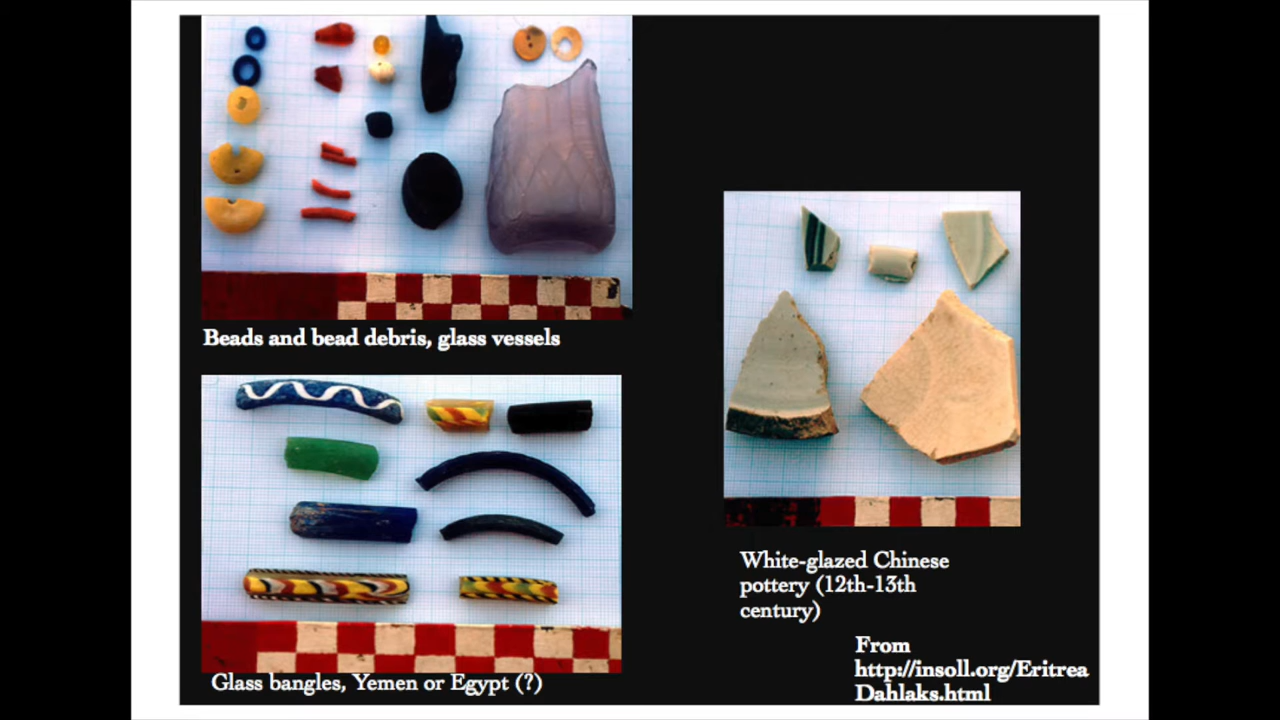 Beads and bead debris, glass vessels
Glass bangles, Yemen or Egypt (?)
White-glazed Chinese
pottery (12th-13th
century)
From
http://insoll.org/Eritrea
Dahlaks.html